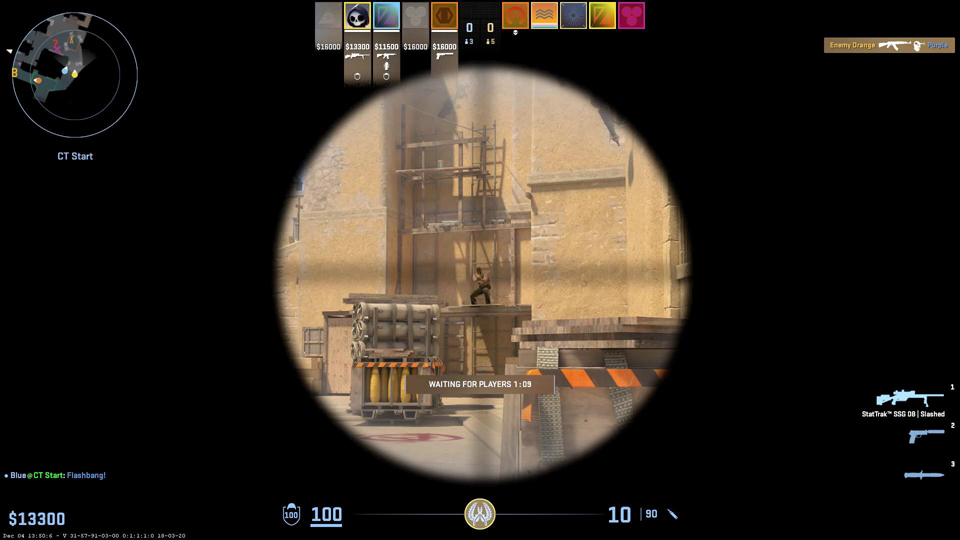 $16000
$13300
$11500
$16000
$16000
0
0
3
5
Enemy Orange
Purple
B
CT Start
WAITING FOR PLAYERS 1:09
1
StatTrak™ SSG 08 | Slashed
2
3
● Blue@CT Start: Flashbang!
$13300
100
100
10 | 90